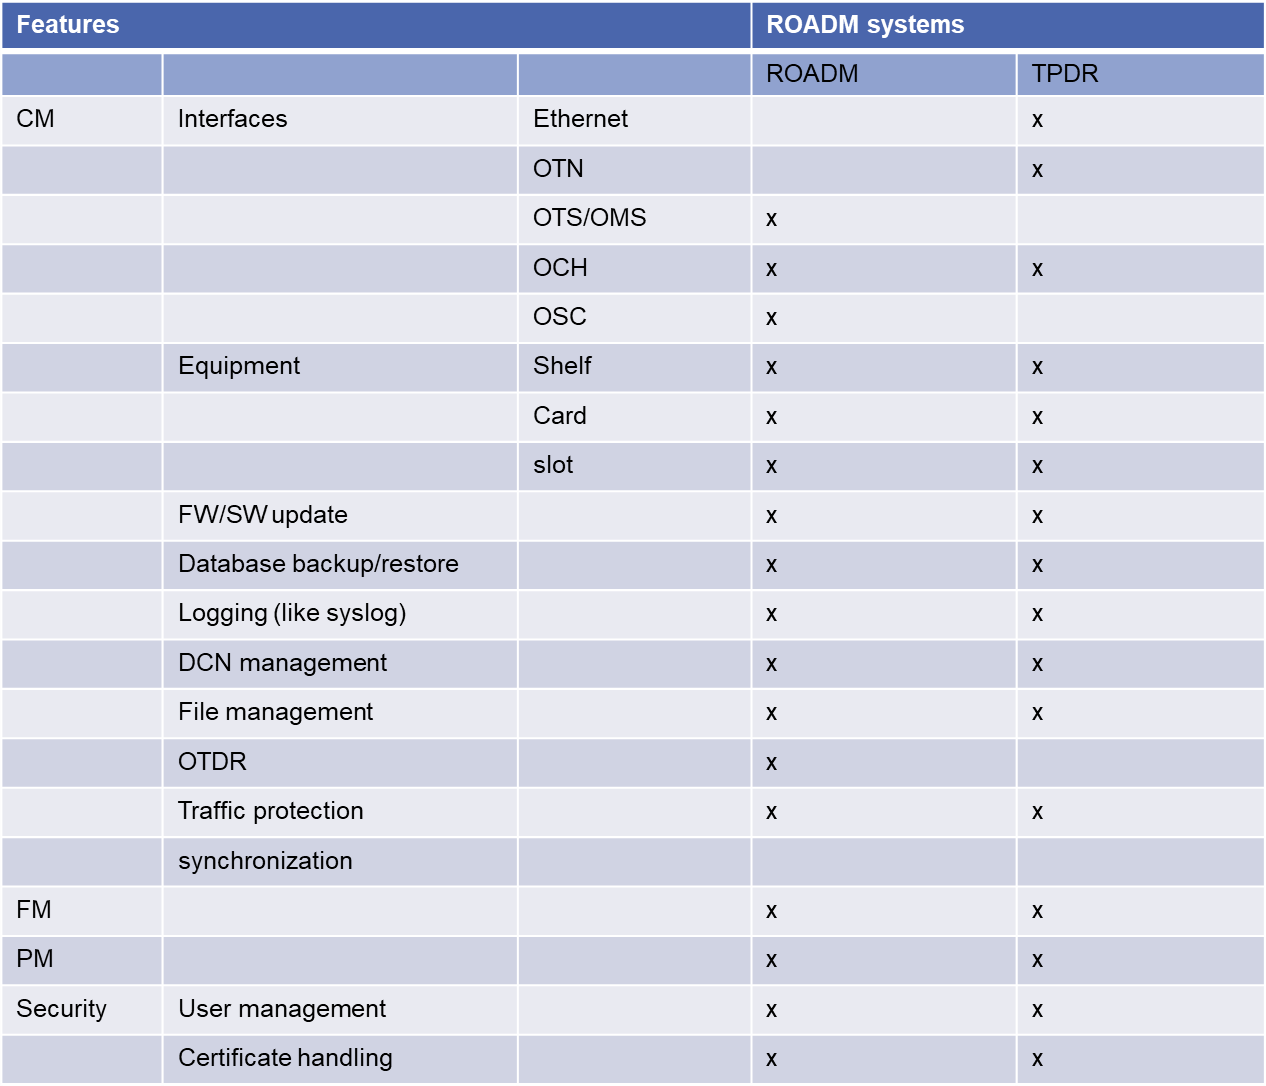 Features ROADM systems
ROADM TPDR
CM Interfaces Ethernet x
OTN x
OTS/OMS x
OCH x x
OSC x
Equipment Shelf x x
Card x x
slot x x
FW/SW update x x
Database backup/restore x x
Logging (like syslog) x x
DCN management x x
File management x x
OTDR x
Traffic protection x x
synchronization
FM x x
PM x x
Security User management x x
Certificate handling x x